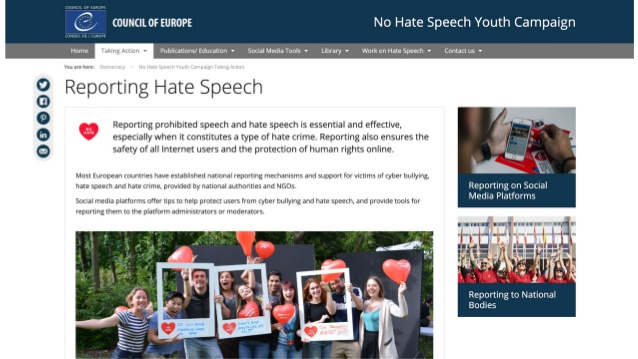 COUNCIL OF EUROPE
CONSEIL DE L'EUROPE
COUNCIL OF EUROPE
No Hate Speech Youth Campaign
Home Taking Action Publications/ Education Social Media Tools Library Work on Hate Speech Contact us
You are here: Democracy No Hate Speech Youth Campaign Taking Action
Reporting Hate Speech
NO HATE
Reporting prohibited speech and hate speech is essential and effective,
especially when it constitutes a type of hate crime. Reporting also ensures the
safety of all Internet users and the protection of human rights online.
Most European countries have established national reporting mechanisms and support for victims of cyber bullying,
hate speech and hate crime, provided by national authorities and NGOs.
Social media platforms offer tips to help protect users from cyber bullying and hate speech, and provide tools for
reporting them to the platform administrators or moderators.
Reporting on Social
Media Platforms
Reporting to National
Bodies